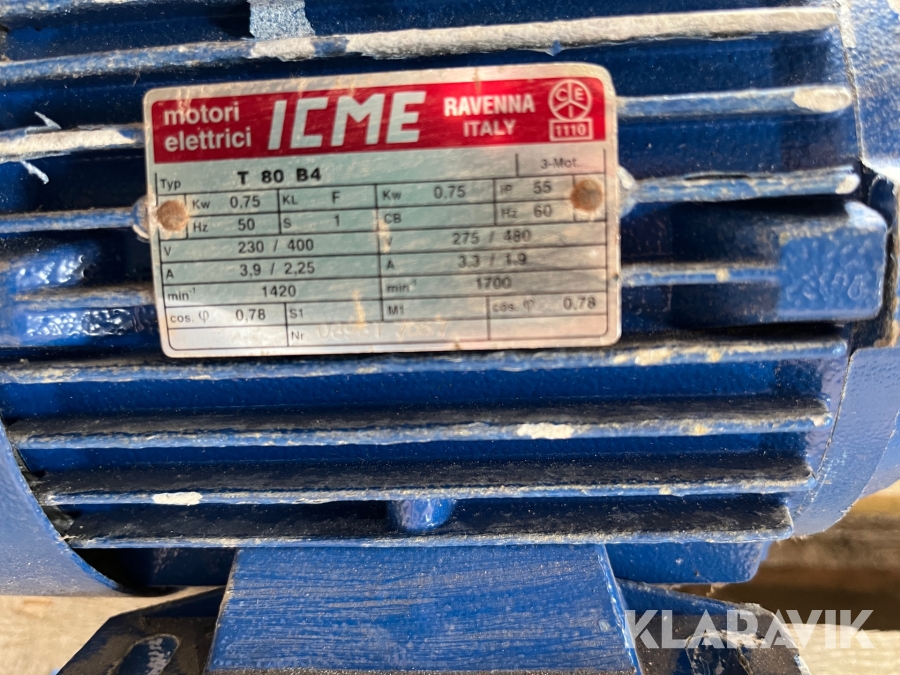 motori ICME RAVENNA CE
elettrici ITALY 1110
Typ T 80 B4 3-Mot.
Kw 0,75 KL F Kw 0,75 IP 55
Hz 50 S 1 CB Hz 60
V 230 / 400 V 275 / 480
A 3,9 / 2,25 A 3,3 / 1,9
min⁻¹ 1420 min⁻¹ 1700
cos. φ 0,78 S1 M1 cos. φ 0,78
Nr
KLARAVIK